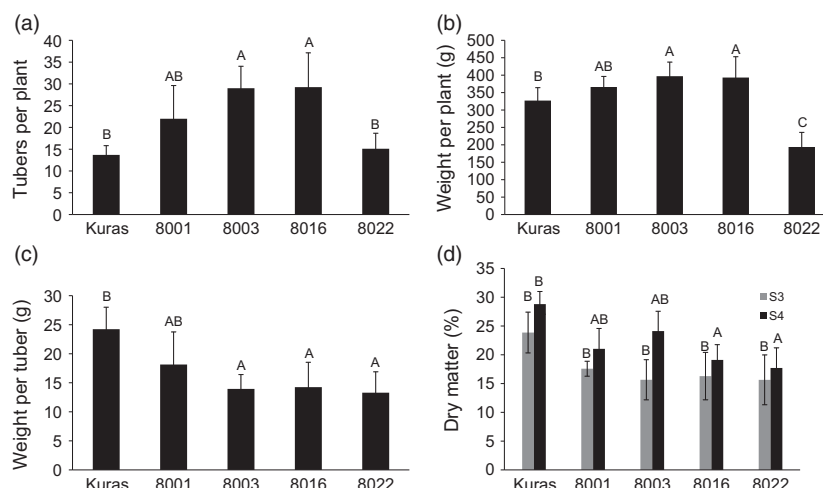 (a)
Tubers per plant
40
35
30
25
20
15
10
5
0
B
AB
A
A
B
Kuras 8001 8003 8016 8022
(b)
Weight per plant (g)
500
450
400
350
300
250
200
150
100
50
0
B
AB
A
A
C
Kuras 8001 8003 8016 8022
(c)
Weight per tuber (g)
30
25
20
15
10
5
0
B
AB
A
A
A
Kuras 8001 8003 8016 8022
(d)
Dry matter (%)
35
30
25
20
15
10
5
0
S3
S4
B B
B AB
B AB
B A
B A
Kuras 8001 8003 8016 8022